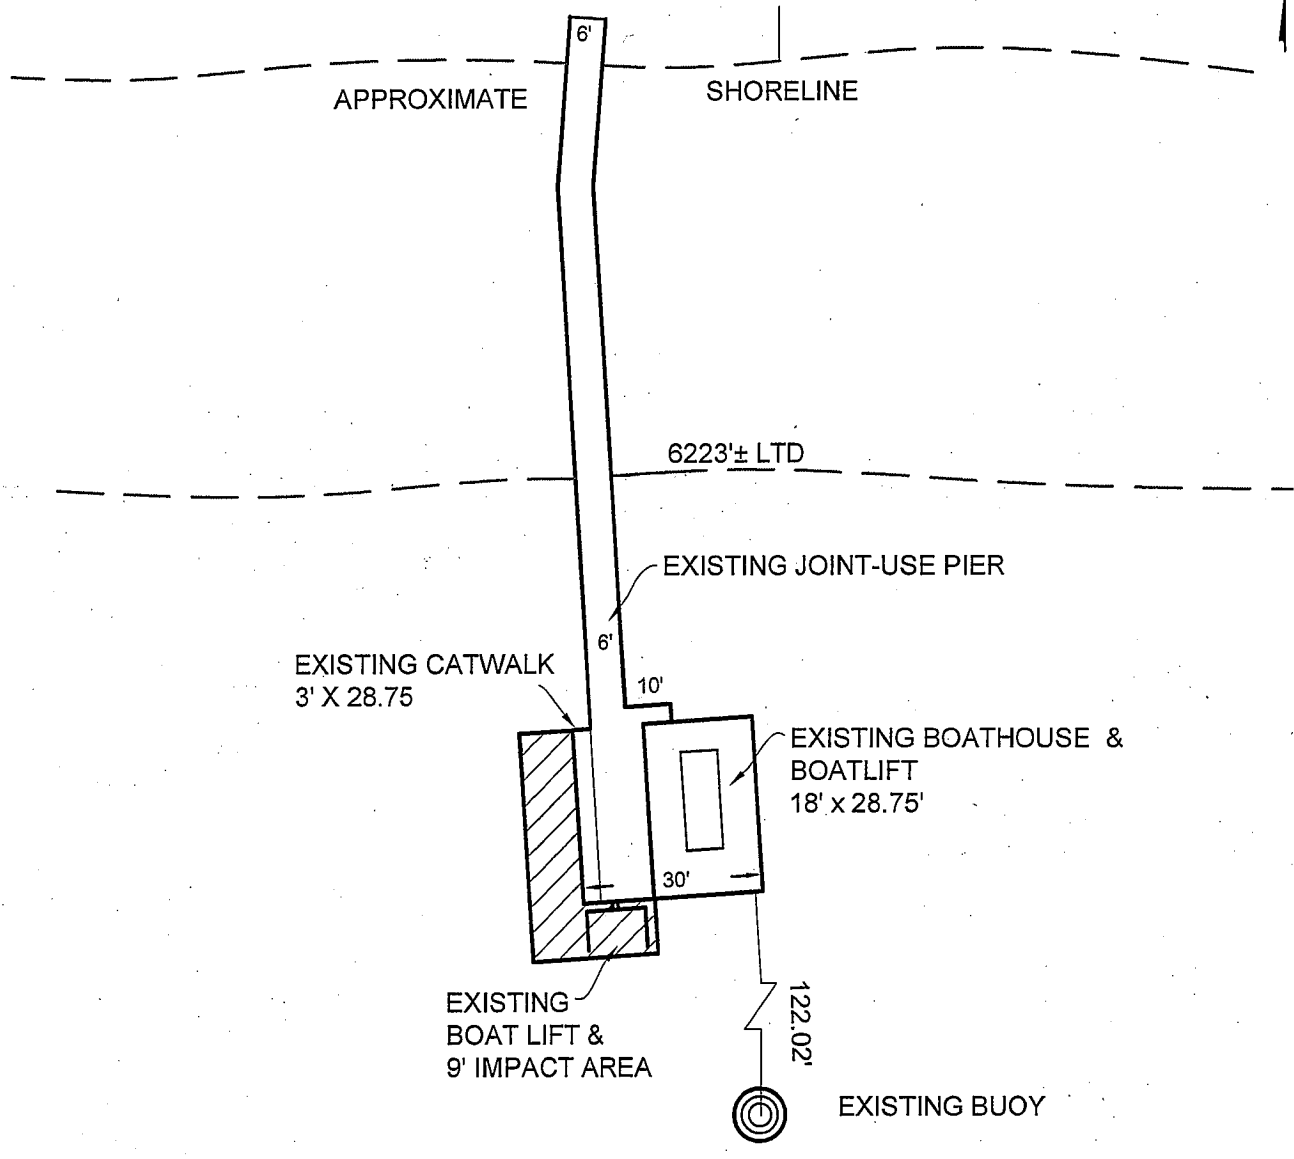 6'
APPROXIMATE
SHORELINE
6223'± LTD
EXISTING JOINT-USE PIER
6'
EXISTING CATWALK
3' X 28.75
10'
EXISTING BOATHOUSE &
BOATLIFT
18' x 28.75'
30'
EXISTING
BOAT LIFT &
9' IMPACT AREA
122.02'
EXISTING BUOY